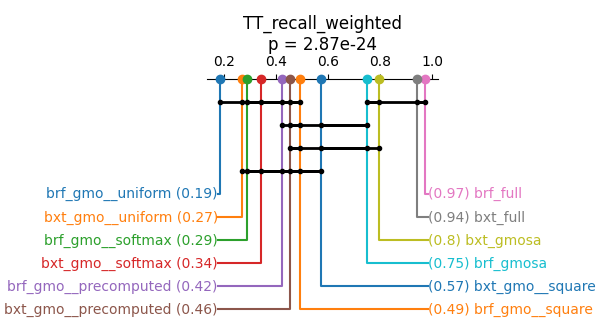 TT_recall_weighted
p = 2.87e-24
0.2 0.4 0.6 0.8 1.0
brf_gmo__uniform (0.19) (0.97) brf_full
bxt_gmo__uniform (0.27) (0.94) bxt_full
brf_gmo__softmax (0.29) (0.8) bxt_gmosa
bxt_gmo__softmax (0.34) (0.75) brf_gmosa
brf_gmo__precomputed (0.42) (0.57) bxt_gmo__square
bxt_gmo__precomputed (0.46) (0.49) brf_gmo__square